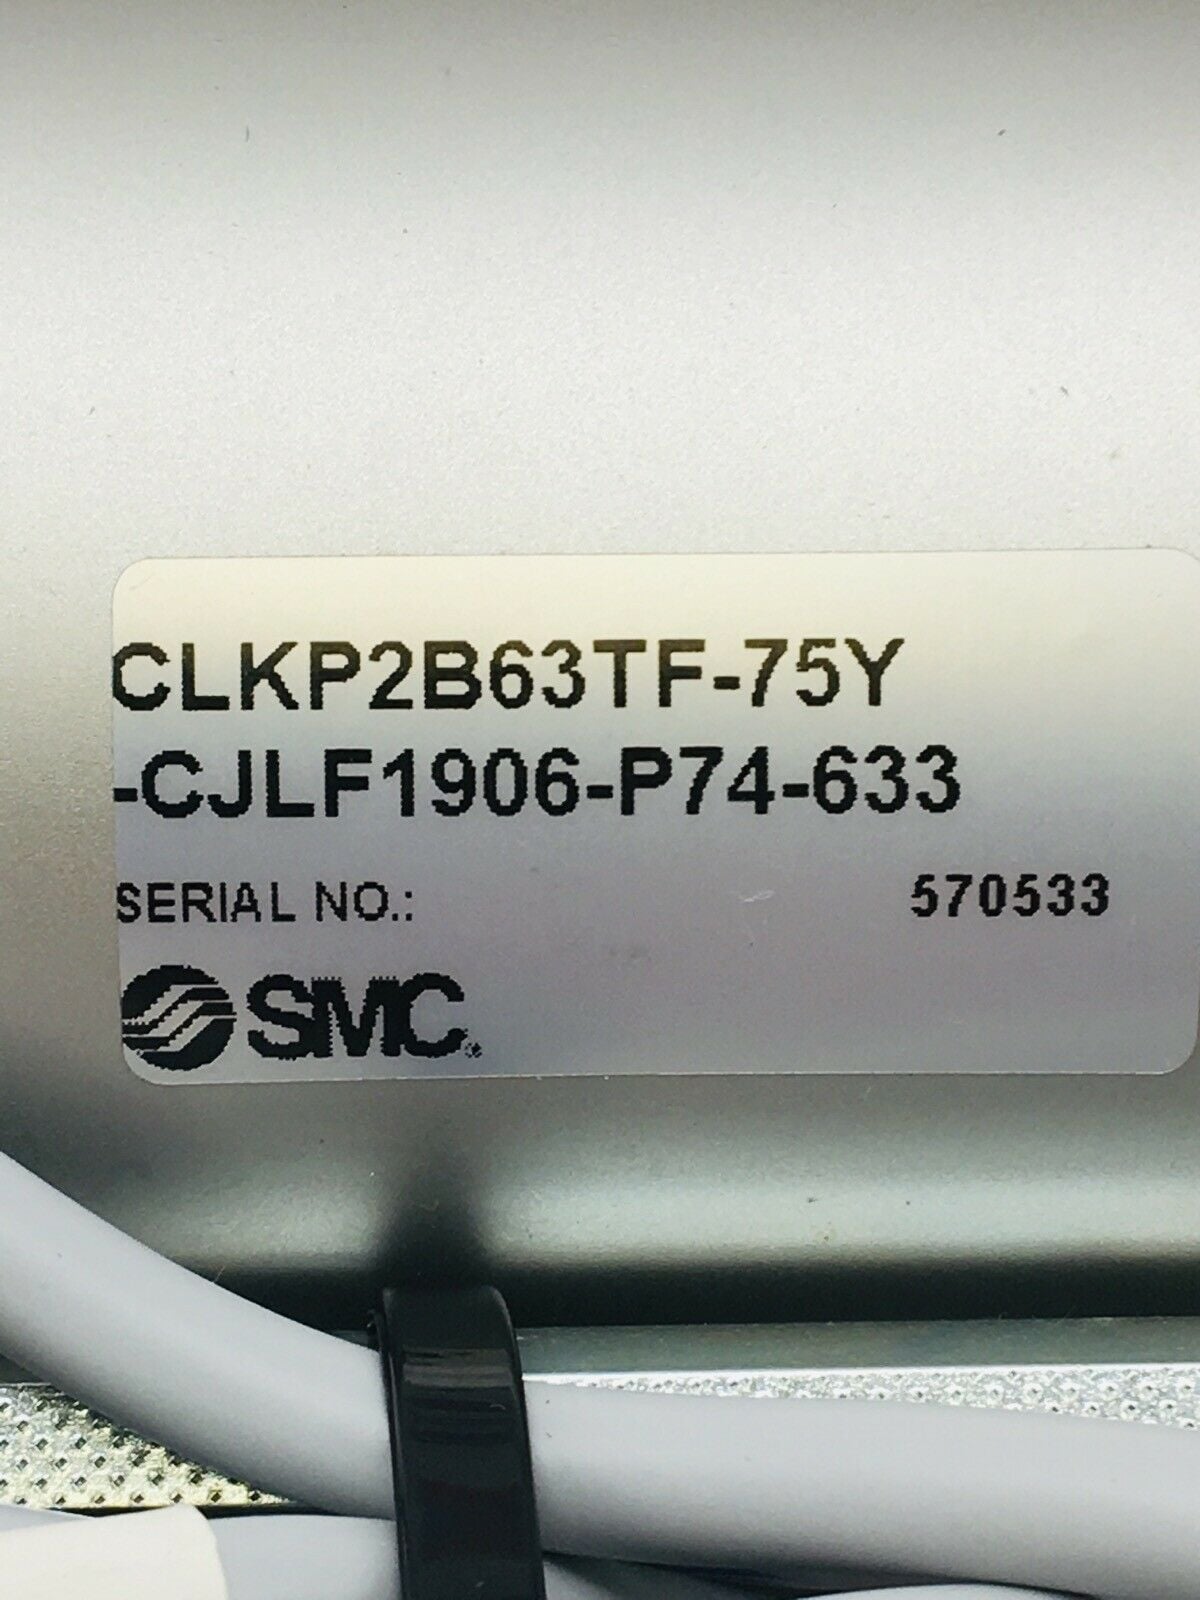 CLKP2B63TF-75Y
-CJLF1906-P74-633
SERIAL NO.: 570533
SMC